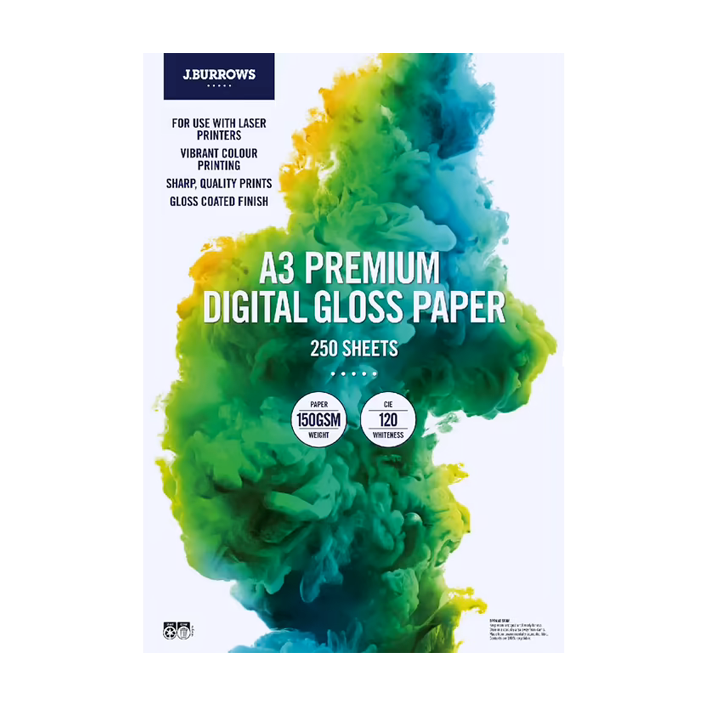 J.BURROWS
FOR USE WITH LASER
PRINTERS
VIBRANT COLOUR
PRINTING
SHARP, QUALITY PRINTS
GLOSS COATED FINISH
A3 PREMIUM
DIGITAL GLOSS PAPER
250 SHEETS
PAPER
150GSM
WEIGHT
CIE
120
WHITENESS